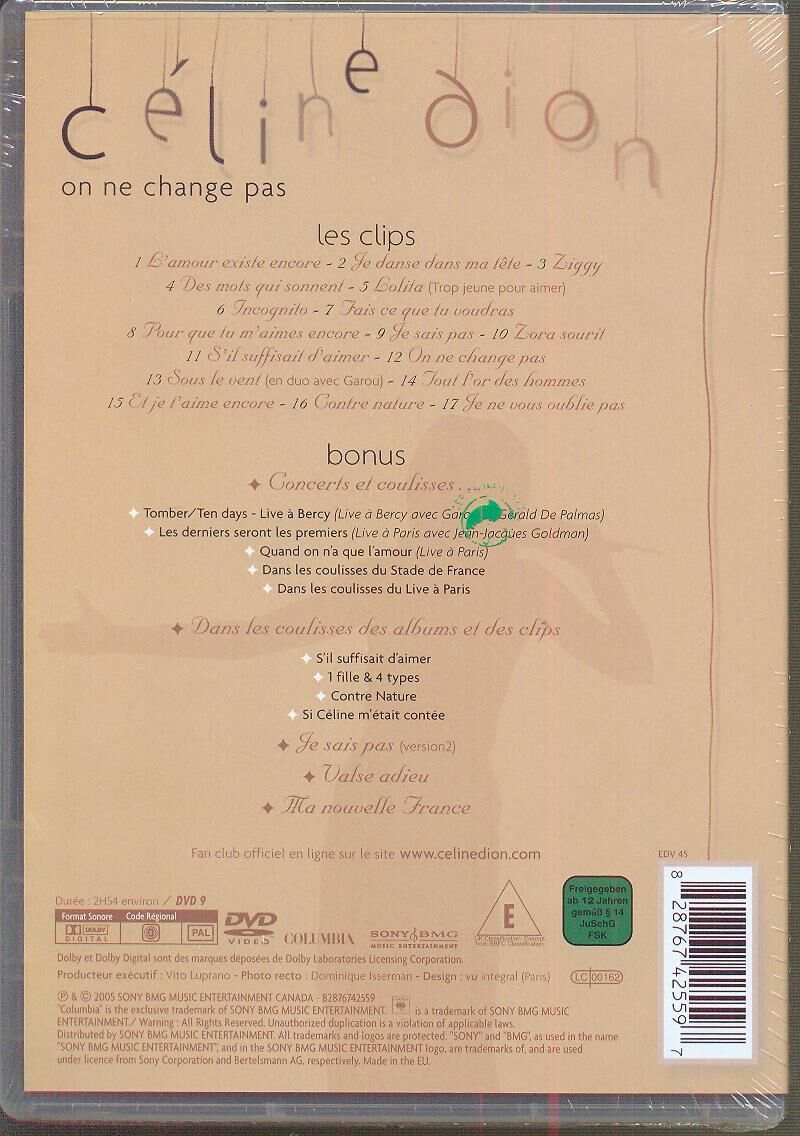 céline dion
on ne change pas
les clips
1 L'amour existe encore - 2 Je danse dans ma tête - 3 Ziggy
4 Des mots qui sonnent - 5 Lolita (Trop jeune pour aimer)
6 Incognito - 7 Fais ce que tu voudras
8 Pour que tu m'aimes encore - 9 Je sais pas - 10 Zora sourit
11 S'il suffisait d'aimer - 12 On ne change pas
13 Sous le vent (en duo avec Garou) - 14 Tout l'or des hommes
15 Et je t'aime encore - 16 Contre nature - 17 Je ne vous oublie pas
bonus
Concerts et coulisses...
Tomber/Ten days - Live à Bercy (Live à Bercy avec Gérald De Palmas)
Les derniers seront les premiers (Live à Paris avec Jean-Jacques Goldman)
Quand on n'a que l'amour (Live à Paris)
Dans les coulisses du Stade de France
Dans les coulisses du Live à Paris
Dans les coulisses des albums et des clips
S'il suffisait d'aimer
1 fille & 4 types
Contre Nature
Si Céline m'était contée
Je sais pas (version2)
Valse adieu
Ma nouvelle France
Fan club officiel en ligne sur le site www.celinedion.com
EDV 45
Durée : 2H54 environ / DVD 9
Format Sonore Code Régional
DOLBY DIGITAL PAL
DVD VIDEO
COLUMBIA
SONY BMG MUSIC ENTERTAINMENT
E
UK Classification: Exempt from BBFC Classification
Freigegeben
ab 12 Jahren
gemäß § 14
JuSchG
FSK
Dolby et Dolby Digital sont des marques déposées de Dolby Laboratories Licensing Corporation.
Producteur exécutif : Vito Luprano - Photo recto : Dominique Isserman - Design : vu intégral (Paris)
LC 00162
℗ & © 2005 SONY BMG MUSIC ENTERTAINMENT CANADA - 82876742559
"Columbia" is the exclusive trademark of SONY BMG MUSIC ENTERTAINMENT. is a trademark of SONY BMG MUSIC
ENTERTAINMENT./ Warning : All Rights Reserved. Unauthorized duplication is a violation of applicable laws.
Distributed by SONY BMG MUSIC ENTERTAINMENT. All trademarks and logos are protected. "SONY" and "BMG", as used in the name
"SONY BMG MUSIC ENTERTAINMENT", and in the SONY BMG MUSIC ENTERTAINMENT logo, are trademarks of, and are used
under licence from Sony Corporation and Bertelsmann AG, respectively. Made in the EU.
8 28767 42559 7